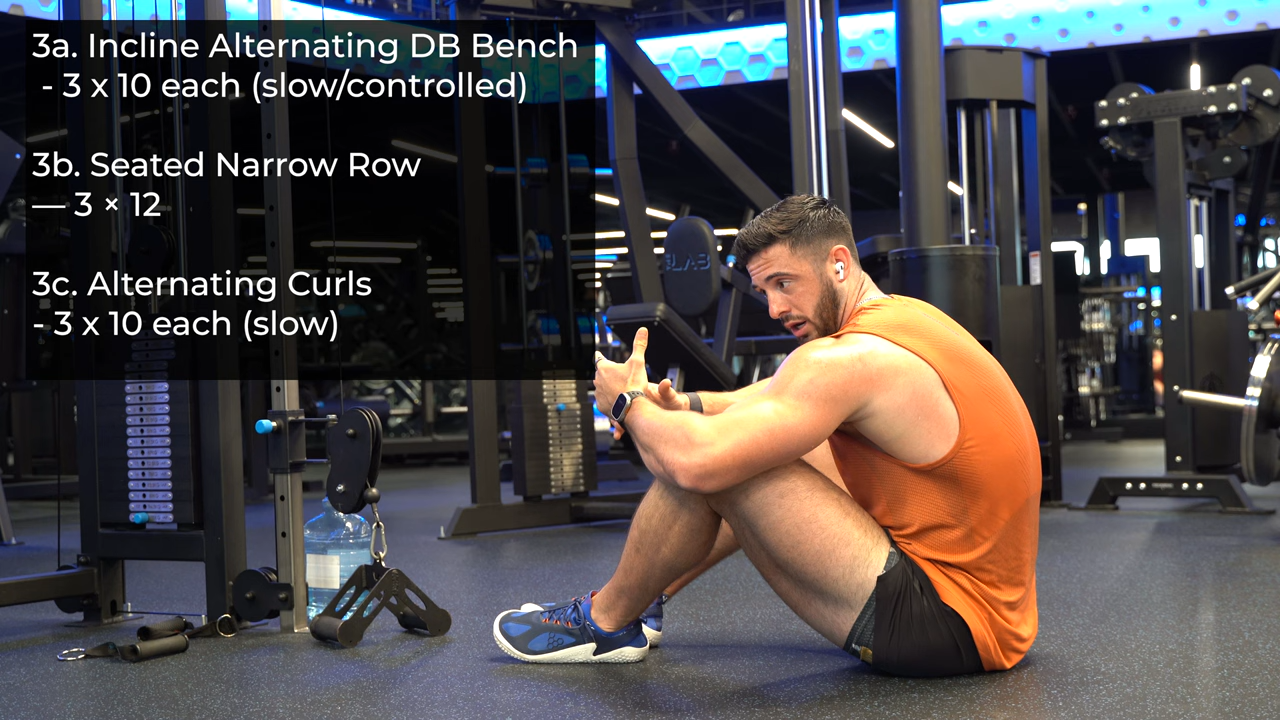 3a. Incline Alternating DB Bench
- 3 x 10 each (slow/controlled)
3b. Seated Narrow Row
— 3 × 12
3c. Alternating Curls
- 3 x 10 each (slow)
LAB